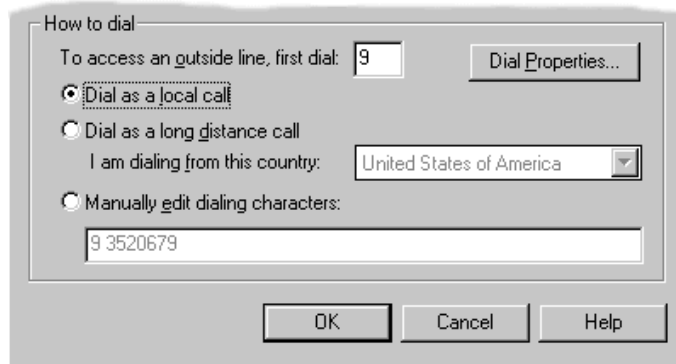 How to dial
To access an outside line, first dial: 9 Dial Properties...
Dial as a local call
Dial as a long distance call
I am dialing from this country: United States of America
Manually edit dialing characters:
9 3520679
OK Cancel Help